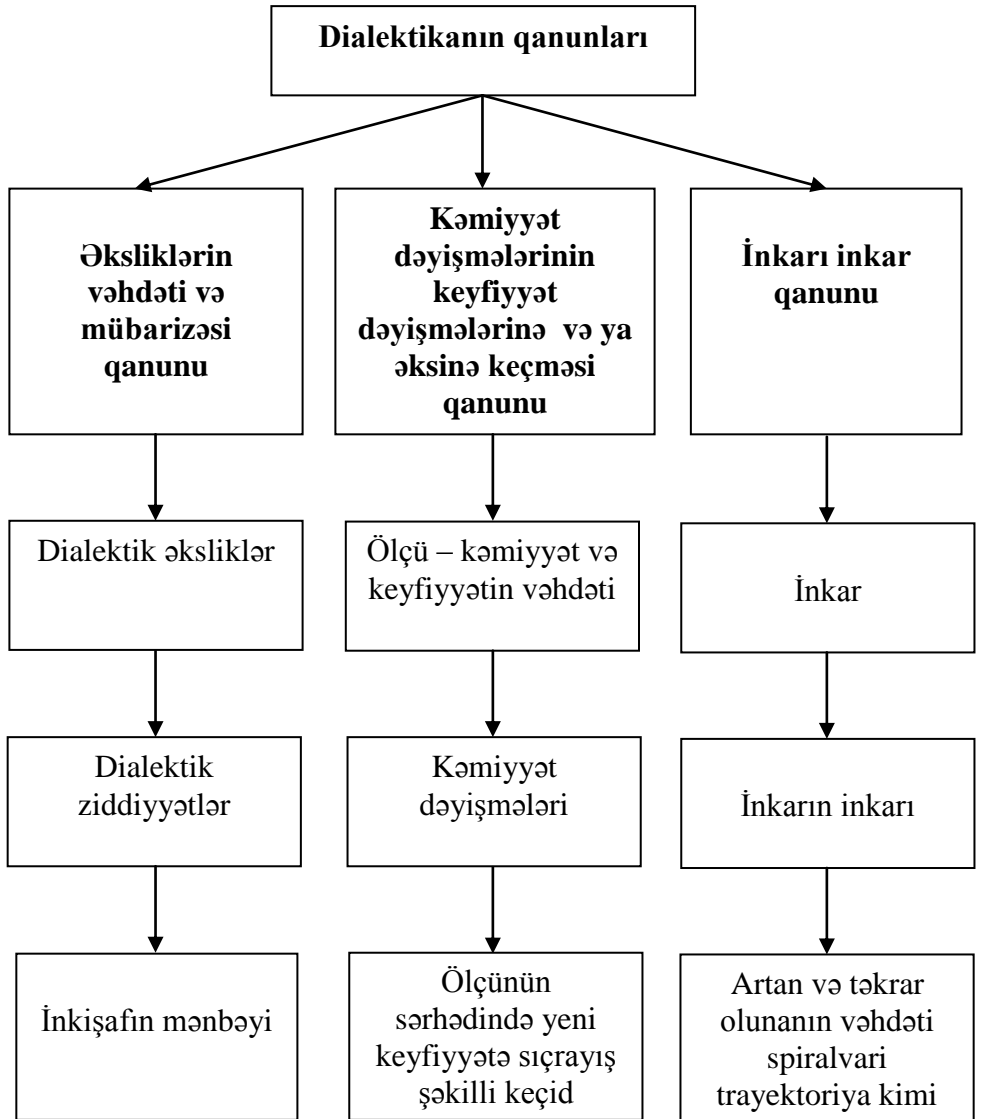 Dialektikanın qanunları
Əksliklərin
vəhdəti və
mübarizəsi
qanunu
Kəmiyyət
dəyişmələrinin
keyfiyyət
dəyişmələrinə və ya
əksinə keçməsi
qanunu
İnkarı inkar
qanunu
Dialektik əksliklər
Ölçü – kəmiyyət və
keyfiyyətin vəhdəti
İnkar
Dialektik
ziddiyyətlər
Kəmiyyət
dəyişmələri
İnkarın inkarı
İnkişafın mənbəyi
Ölçünün
sərhədində yeni
keyfiyyətə sıçrayış
şəkilli keçid
Artan və təkrar
olunanın vəhdəti
spiralvari
trayektoriya kimi